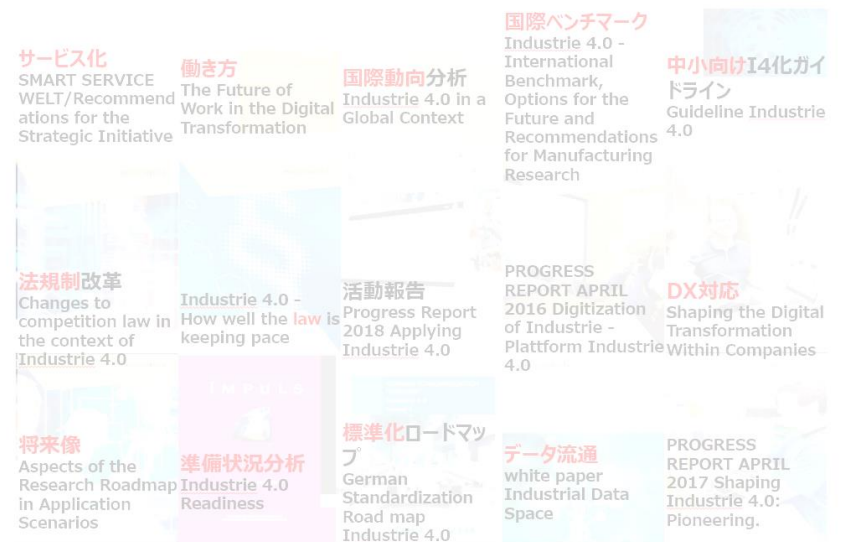 サービス化
SMART SERVICE
WELT/Recommend
ations for the
Strategic Initiative
働き方
The Future of
Work in the Digital
Transformation
国際動向分析
Industrie 4.0 in a
Global Context
国際ベンチマーク
Industrie 4.0 -
International
Benchmark,
Options for the
Future and
Recommendations
for Manufacturing
Research
中小向けI4化ガイ
ドライン
Guideline Industrie
4.0
法規制改革
Changes to
competition law in
the context of
Industrie 4.0
Industrie 4.0 -
How well the law is
keeping pace
活動報告
Progress Report
2018 Applying
Industrie 4.0
PROGRESS
REPORT APRIL
2016 Digitization
of Industrie -
Plattform Industrie
4.0
DX対応
Shaping the Digital
Transformation
Within Companies
将来像
Aspects of the
Research Roadmap
in Application
Scenarios
IMPULS
準備状況分析
Industrie 4.0
Readiness
標準化ロードマッ
プ
German
Standardization
Road map
Industrie 4.0
データ流通
white paper
Industrial Data
Space
PROGRESS
REPORT APRIL
2017 Shaping
Industrie 4.0:
Pioneering.